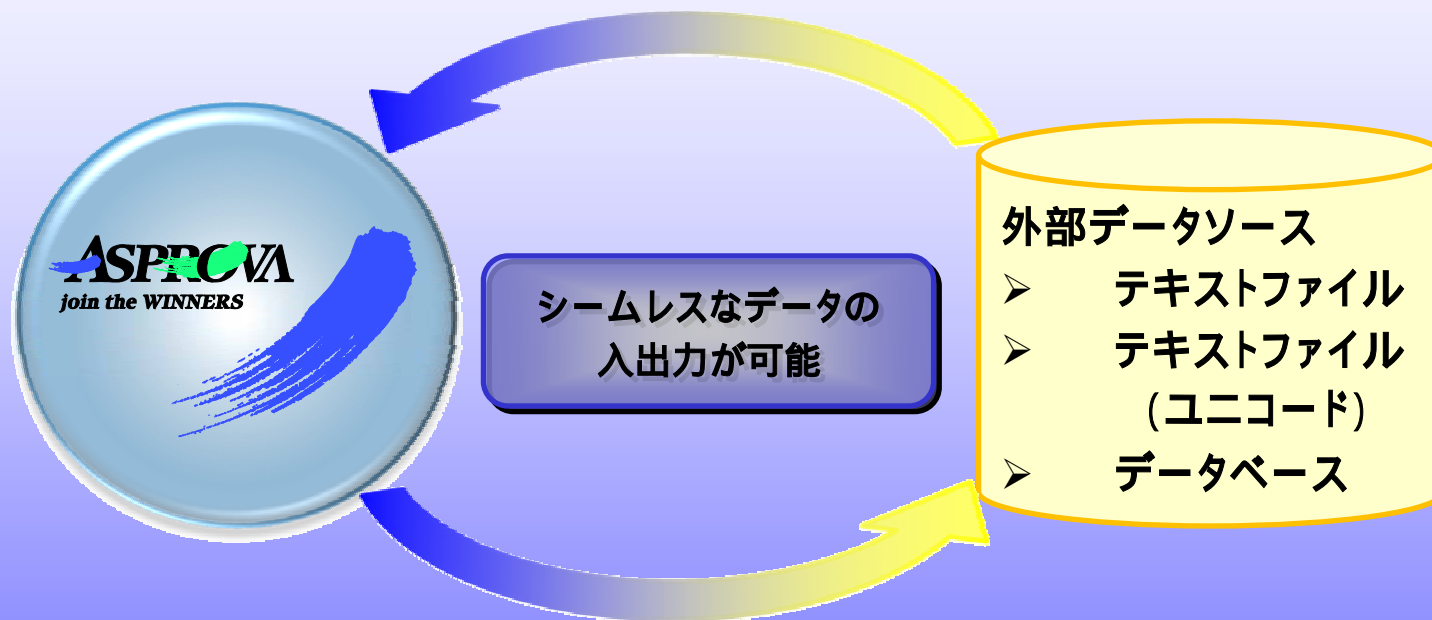 ASPROVA
join the WINNERS
シームレスなデータの
入出力が可能
外部データソース
➢ テキストファイル
➢ テキストファイル
(ユニコード)
➢ データベース